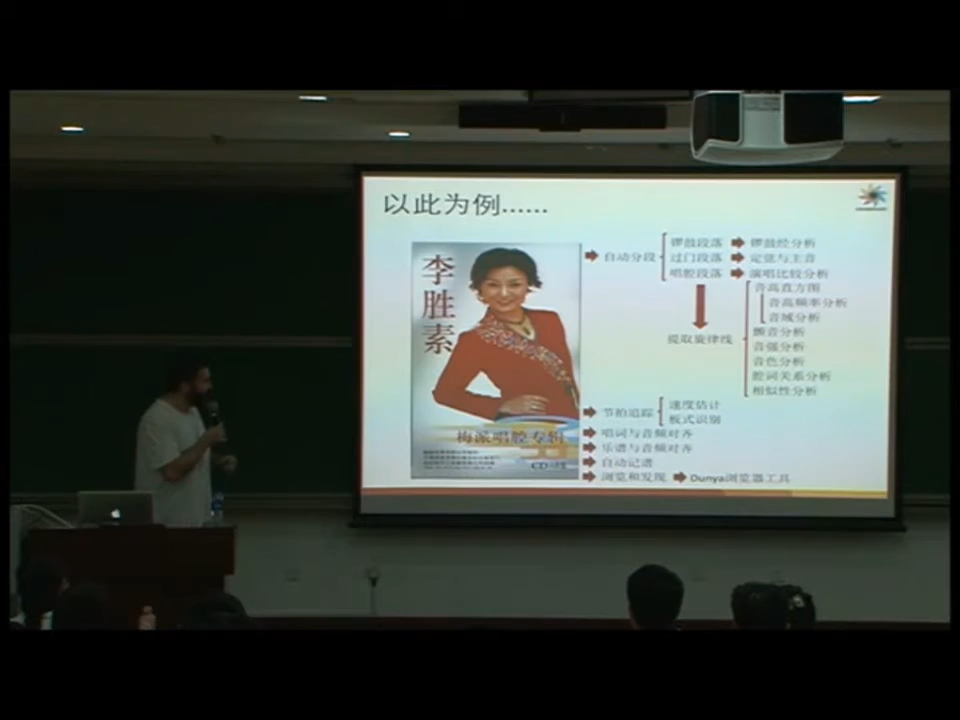 以此为例……
李胜素
梅派唱腔专辑
自动分段
锣鼓段落 锣鼓经分析
过门段落 定弦与主音
唱腔段落 演唱比较分析
提取旋律线
音高直方图
音高频率分析
音域分析
颤音分析
音强分析
音色分析
腔词关系分析
相似性分析
节拍追踪
速度估计
板式识别
唱词与音频对齐
乐谱与音频对齐
自动记谱
浏览和发现 Dunya浏览器工具